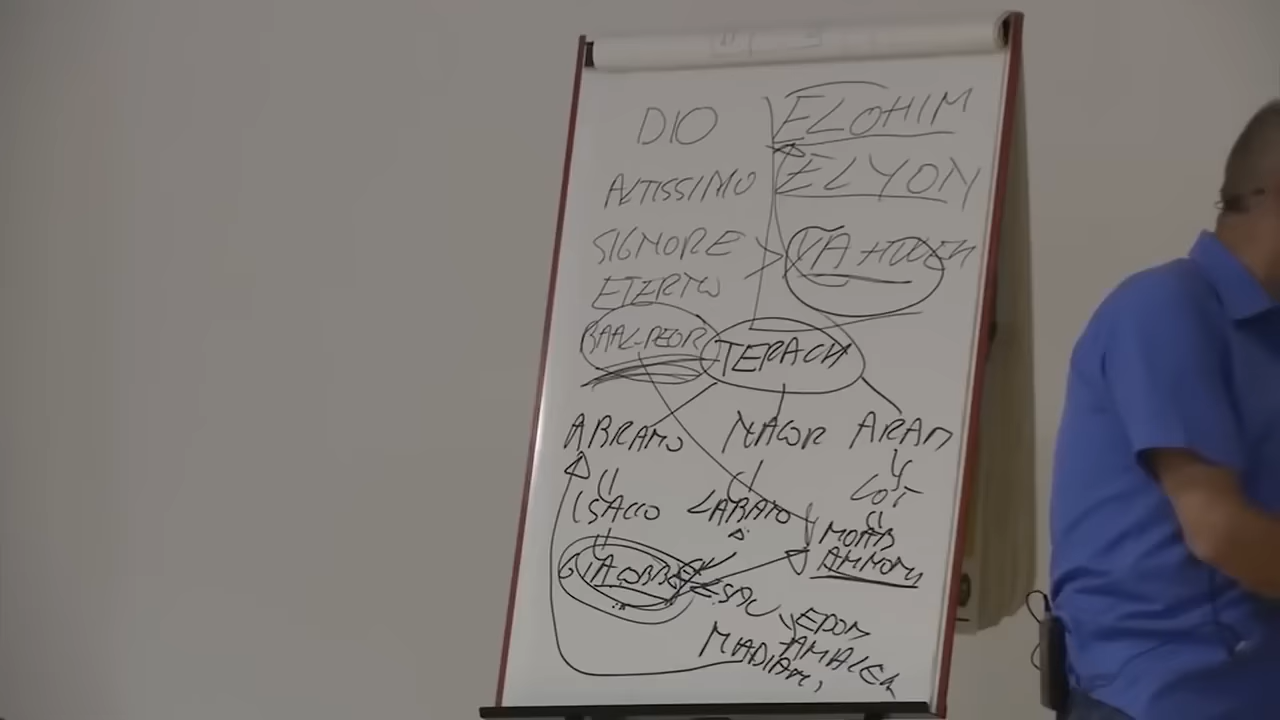 DIO ELOHIM
ALTISSIMO ELYON
SIGNORE YAHWEH
ETERNO
BAAL-PEOR TERACH
ABRAMO NACOR ARAM
LOT
ISACCO LABANO MOAB
AMMON
GIACOBBE ESAU EDOM
MADIAN, AMALEK